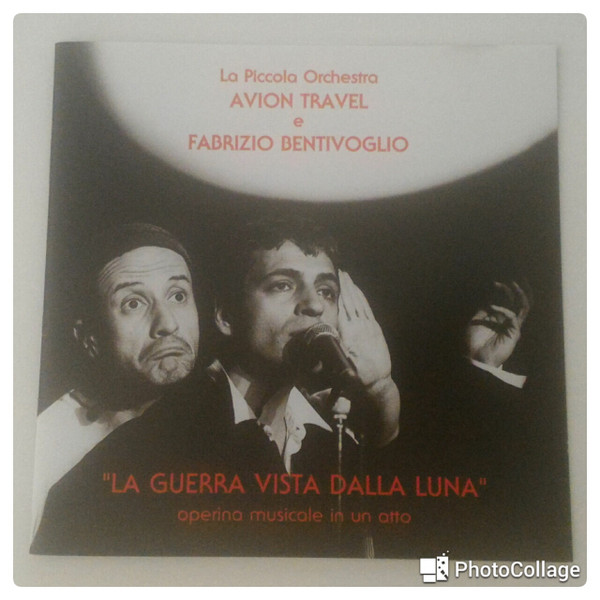 La Piccola Orchestra
AVION TRAVEL
e
FABRIZIO BENTIVOGLIO
"LA GUERRA VISTA DALLA LUNA"
operina musicale in un atto
PhotoCollage